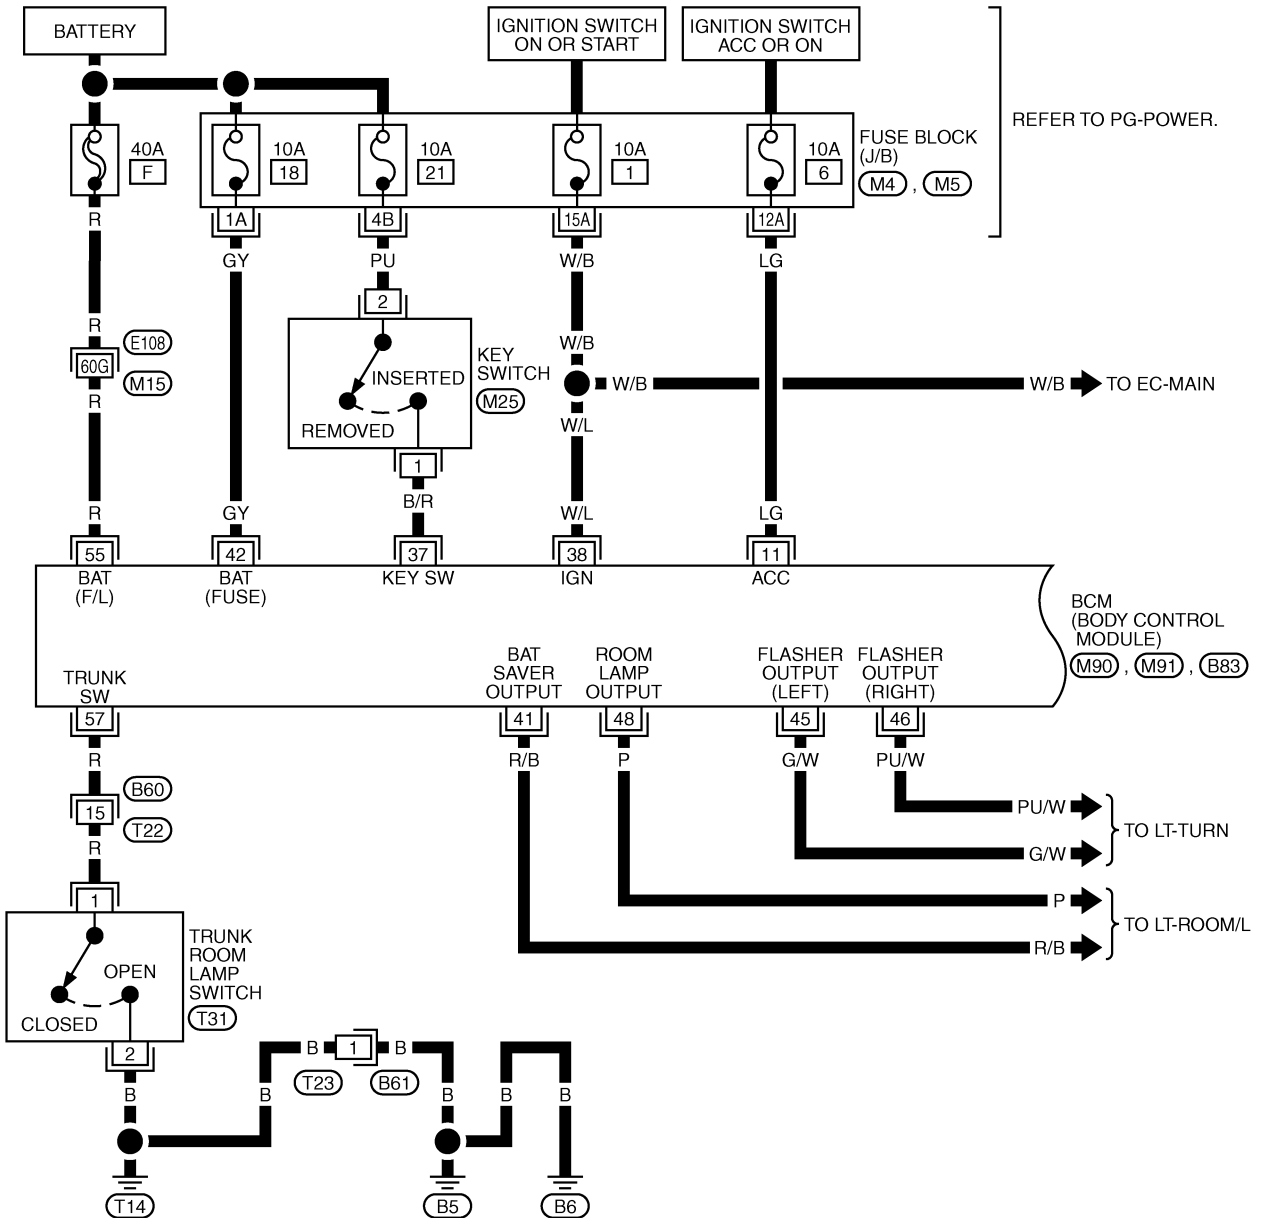 BATTERY
IGNITION SWITCH
ON OR START
IGNITION SWITCH
ACC OR ON
REFER TO PG-POWER.
40A
F
10A
18
10A
21
10A
1
10A
6
FUSE BLOCK
(J/B)
M4 , M5
R
1A
4B
15A
12A
GY
PU
W/B
LG
2
R
E108
60G
M15
R
KEY
SWITCH
M25
INSERTED
REMOVED
W/B
W/B
W/B
TO EC-MAIN
W/L
1
B/R
R
GY
W/L
LG
55
42
37
38
11
BAT
(F/L)
BAT
(FUSE)
KEY SW
IGN
ACC
BCM
(BODY CONTROL
MODULE)
M90 , M91 , B83
TRUNK
SW
BAT
SAVER
OUTPUT
ROOM
LAMP
OUTPUT
FLASHER
OUTPUT
(LEFT)
FLASHER
OUTPUT
(RIGHT)
57
41
48
45
46
R
R/B
P
G/W
PU/W
B60
15
T22
R
PU/W
G/W
TO LT-TURN
P
R/B
TO LT-ROOM/L
1
TRUNK
ROOM
LAMP
SWITCH
T31
OPEN
CLOSED
2
B
B
B
1
B
T23
B61
B
B
B
T14
B5
B6